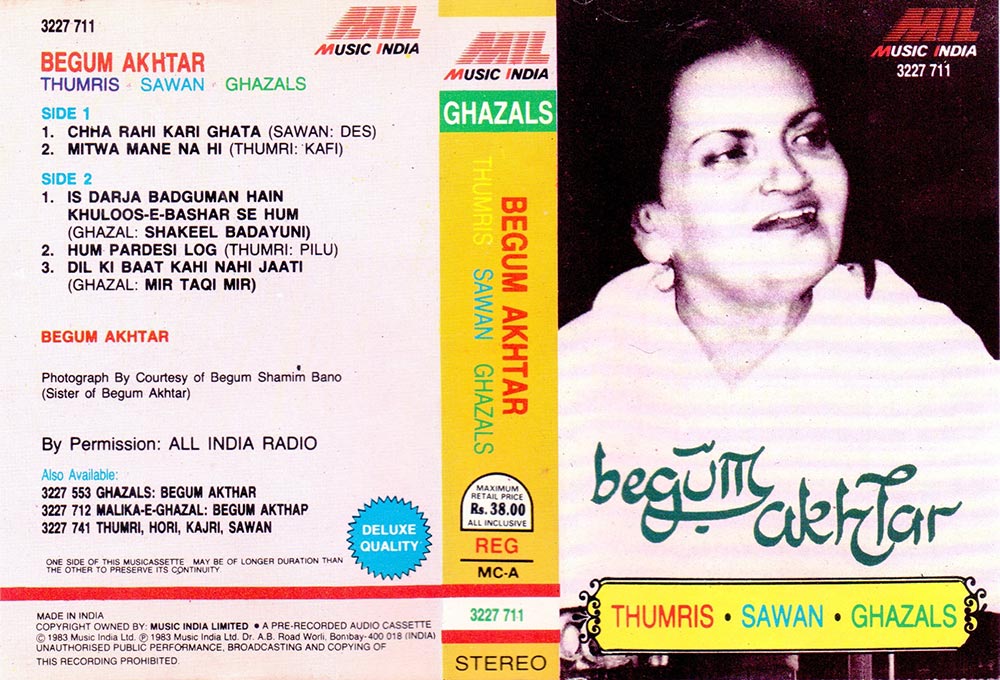 3227 711
MIL
MUSIC INDIA
BEGUM AKHTAR
THUMRIS · SAWAN · GHAZALS
SIDE 1
1. CHHA RAHI KARI GHATA (SAWAN: DES)
2. MITWA MANE NA HI (THUMRI: KAFI)
SIDE 2
1. IS DARJA BADGUMAN HAIN
KHULOOS-E-BASHAR SE HUM
(GHAZAL: SHAKEEL BADAYUNI)
2. HUM PARDESI LOG (THUMRI: PILU)
3. DIL KI BAAT KAHI NAHI JAATI
(GHAZAL: MIR TAQI MIR)
BEGUM AKHTAR
Photograph By Courtesy of Begum Shamim Bano
(Sister of Begum Akhtar)
By Permission: ALL INDIA RADIO
Also Available:
3227 553 GHAZALS: BEGUM AKHTAR
3227 712 MALIKA-E-GHAZAL: BEGUM AKTHAP
3227 741 THUMRI, HORI, KAJRI, SAWAN
DELUXE
QUALITY
ONE SIDE OF THIS MUSICASSETTE MAY BE OF LONGER DURATION THAN
THE OTHER TO PRESERVE ITS CONTINUITY.
MADE IN INDIA
COPYRIGHT OWNED BY: MUSIC INDIA LIMITED ● A PRE-RECORDED AUDIO CASSETTE
© 1983 Music India Ltd. ℗ 1983 Music India Ltd. Dr. A.B. Road Worli, Bombay-400 018 (INDIA)
UNAUTHORISED PUBLIC PERFORMANCE, BROADCASTING AND COPYING OF
THIS RECORDING PROHIBITED.
MIL
MUSIC INDIA
GHAZALS
BEGUM AKHTAR
THUMRIS SAWAN GHAZALS
MAXIMUM
RETAIL PRICE
Rs. 38.00
ALL INCLUSIVE
REG
MC-A
3227 711
STEREO
MIL
MUSIC INDIA
3227 711
begum
akhtar
THUMRIS · SAWAN · GHAZALS